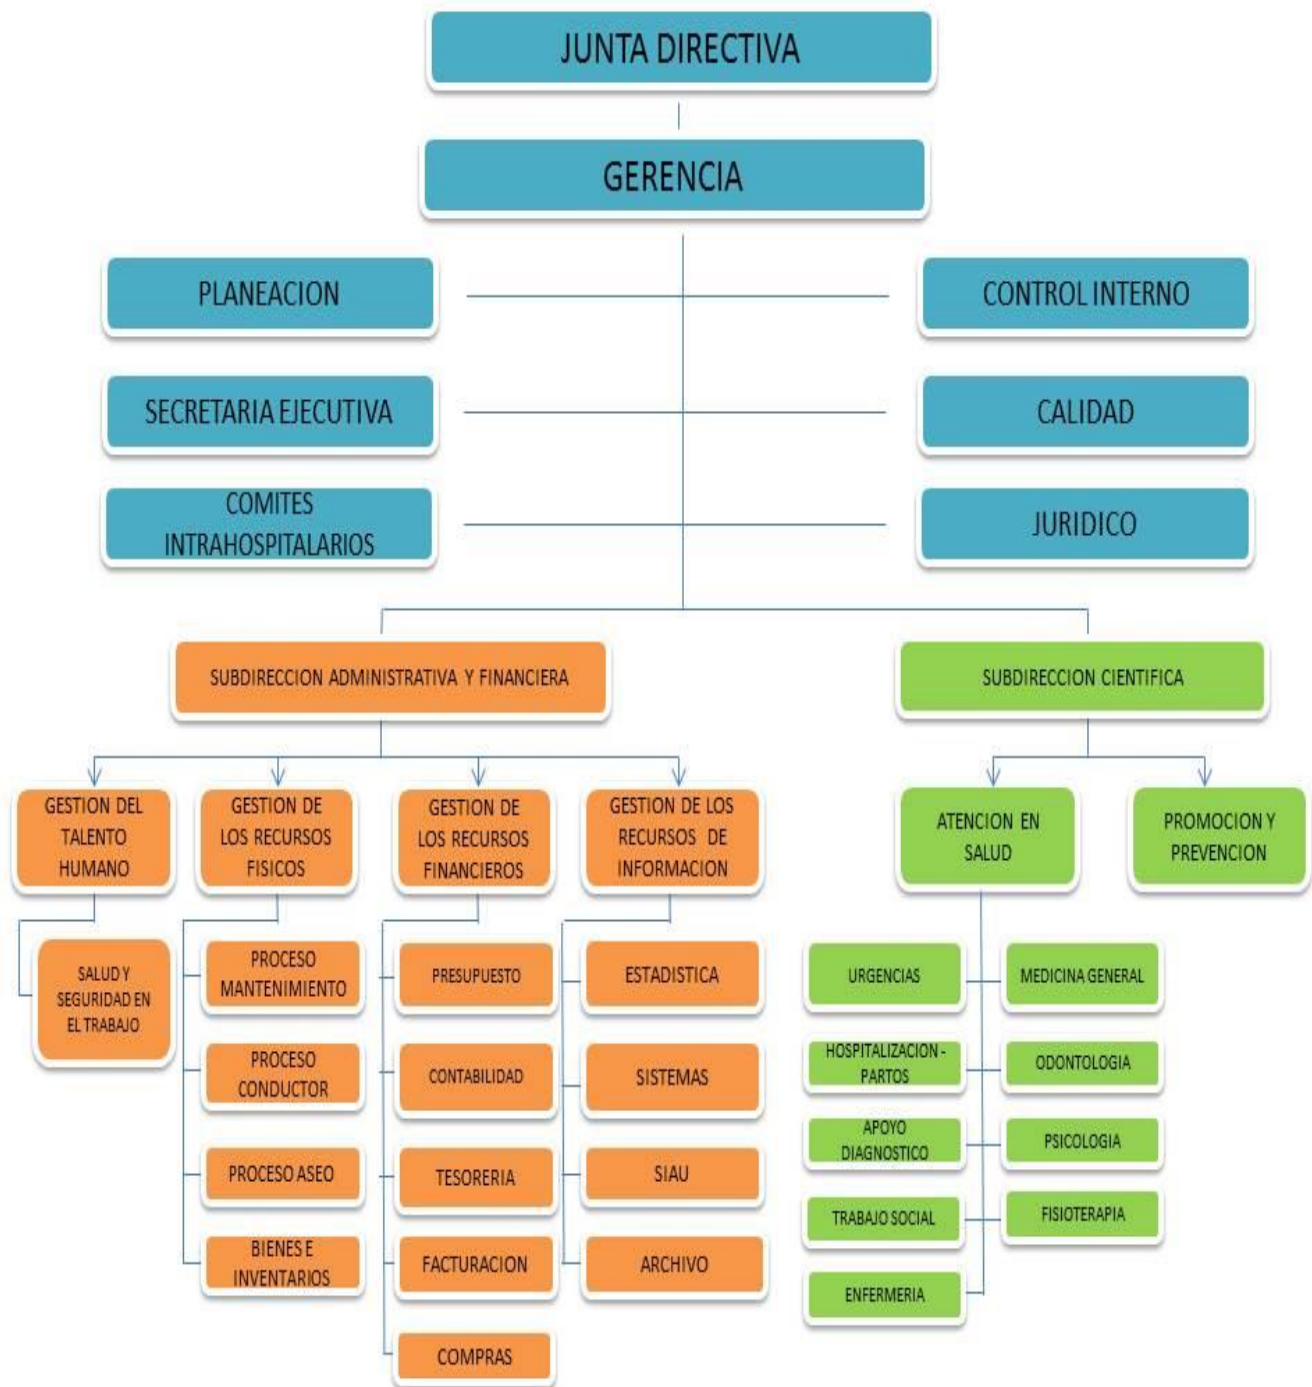 JUNTA DIRECTIVA
GERENCIA
PLANEACION
CONTROL INTERNO
SECRETARIA EJECUTIVA
CALIDAD
COMITES
INTRAHOSPITALARIOS
JURIDICO
SUBDIRECCION ADMINISTRATIVA Y FINANCIERA
SUBDIRECCION CIENTIFICA
GESTION DEL
TALENTO
HUMANO
GESTION DE
LOS RECURSOS
FISICOS
GESTION DE
LOS RECURSOS
FINANCIEROS
GESTION DE LOS
RECURSOS DE
INFORMACION
ATENCION EN
SALUD
PROMOCION Y
PREVENCION
SALUD Y
SEGURIDAD EN
EL TRABAJO
PROCESO
MANTENIMIENTO
PROCESO
CONDUCTOR
PROCESO ASEO
BIENES E
INVENTARIOS
PRESUPUESTO
CONTABILIDAD
TESORERIA
FACTURACION
COMPRAS
ESTADISTICA
SISTEMAS
SIAU
ARCHIVO
URGENCIAS
HOSPITALIZACION -
PARTOS
APOYO
DIAGNOSTICO
TRABAJO SOCIAL
ENFERMERIA
MEDICINA GENERAL
ODONTOLOGIA
PSICOLOGIA
FISIOTERAPIA